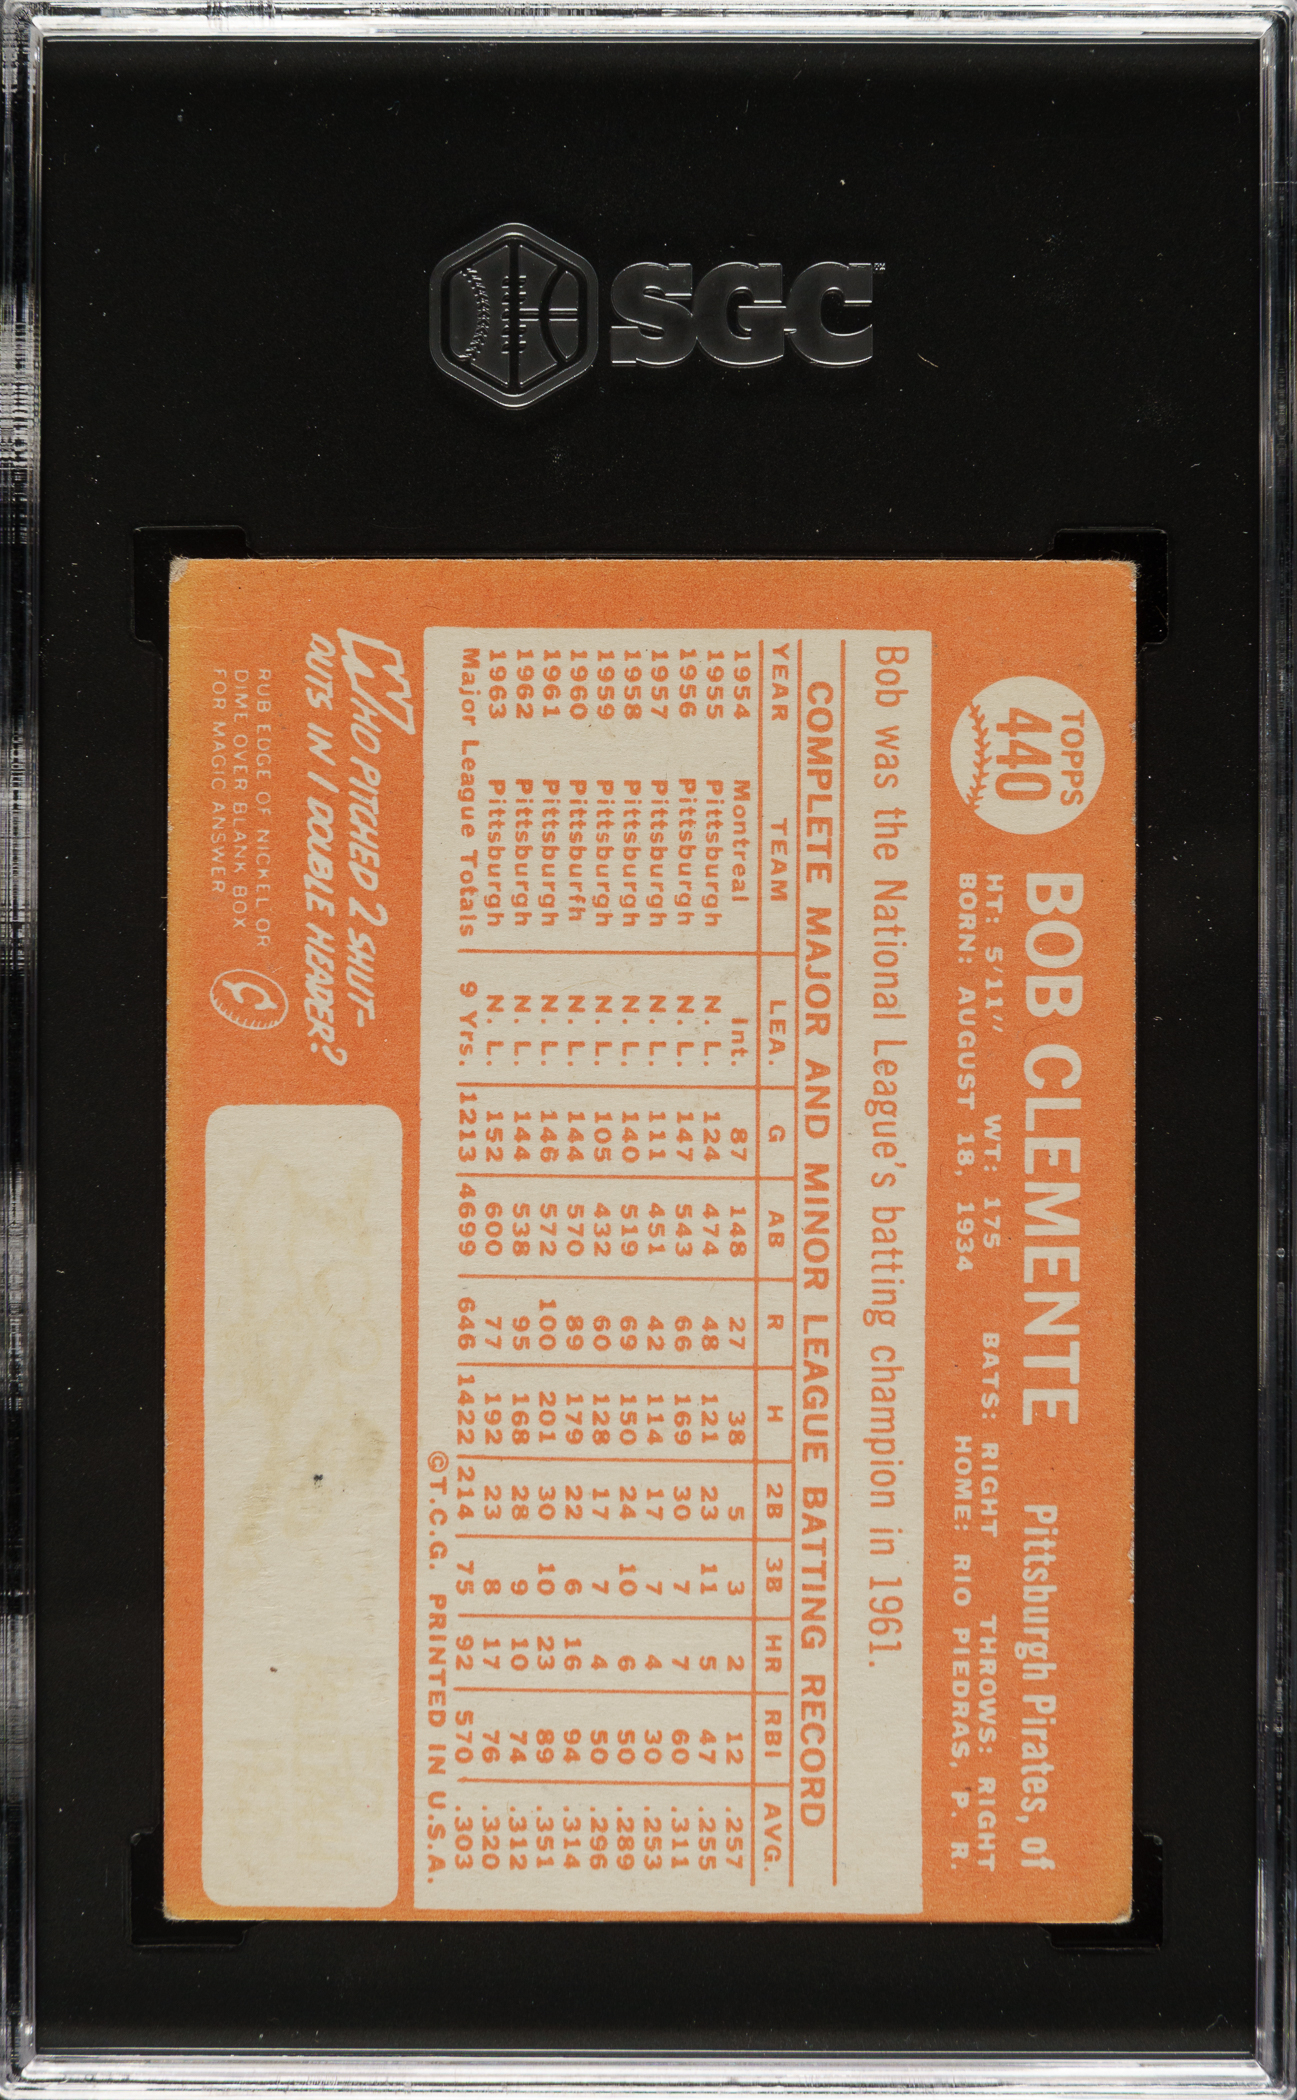 SGC
TOPPS
440
BOB CLEMENTE Pittsburgh Pirates, of
HT: 5'11" WT: 175 BATS: RIGHT THROWS: RIGHT
BORN: AUGUST 18, 1934 HOME: RIO PIEDRAS, P. R.
Bob was the National League's batting champion in 1961.
COMPLETE MAJOR AND MINOR LEAGUE BATTING RECORD
YEAR TEAM LEA. G AB R H 2B 3B HR RBI AVG.
1954 Montreal Int. 87 148 27 38 5 3 2 12 .257
1955 Pittsburgh N. L. 124 474 48 121 23 11 5 47 .255
1956 Pittsburgh N. L. 147 543 66 169 30 7 7 60 .311
1957 Pittsburgh N. L. 111 451 42 114 17 7 4 30 .253
1958 Pittsburgh N. L. 140 519 69 150 24 10 6 50 .289
1959 Pittsburgh N. L. 105 432 60 128 17 7 4 50 .296
1960 Pittsburfh N. L. 144 570 89 179 22 6 16 94 .314
1961 Pittsburgh N. L. 146 572 100 201 30 10 23 89 .351
1962 Pittsburgh N. L. 144 538 95 168 28 9 10 74 .312
1963 Pittsburgh N. L. 152 600 77 192 23 8 17 76 .320
Major League Totals 9 Yrs. 1213 4699 646 1422 214 75 92 570 .303
©T.C.G. PRINTED IN U.S.A.
WHO PITCHED 2 SHUT-
OUTS IN 1 DOUBLE HEADER?
RUB EDGE OF NICKEL OR
DIME OVER BLANK BOX
FOR MAGIC ANSWER